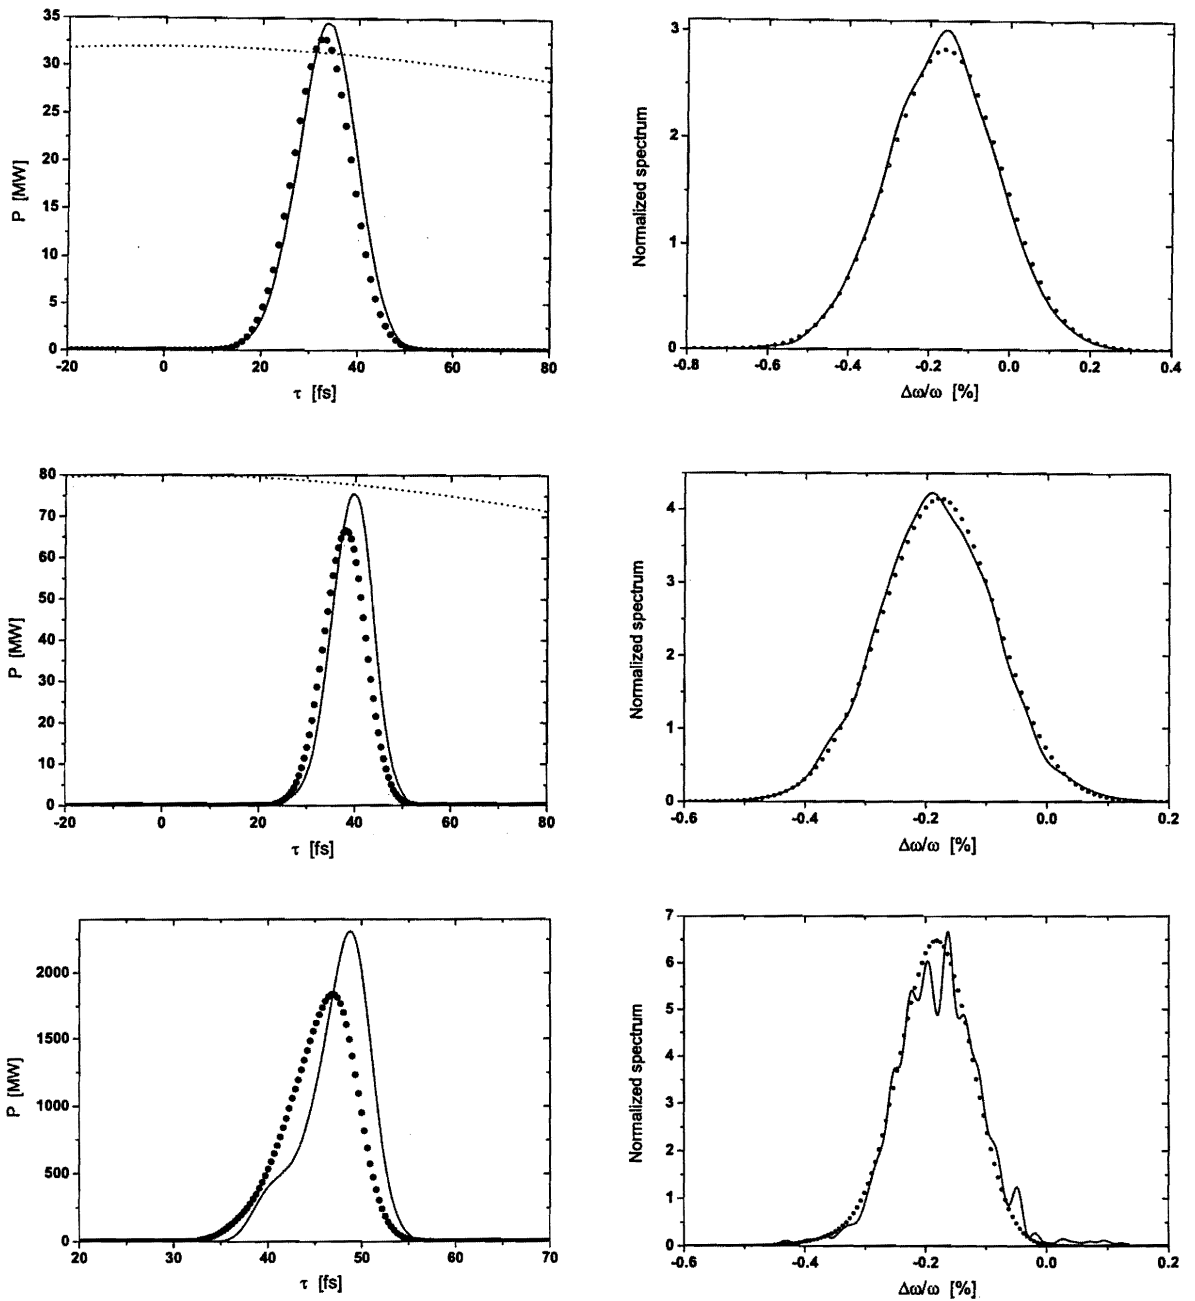 35
30
25
20
15
10
5
0
P [MW]
-20 0 20 40 60 80
τ [fs]
3
2
1
0
Normalized spectrum
-0.8 -0.6 -0.4 -0.2 0.0 0.2 0.4
Δω/ω [%]
80
70
60
50
40
30
20
10
0
P [MW]
-20 0 20 40 60 80
τ [fs]
4
3
2
1
0
Normalized spectrum
-0.6 -0.4 -0.2 0.0 0.2
Δω/ω [%]
2000
1500
1000
500
0
P [MW]
20 30 40 50 60 70
τ [fs]
7
6
5
4
3
2
1
0
Normalized spectrum
-0.6 -0.4 -0.2 0.0 0.2
Δω/ω [%]